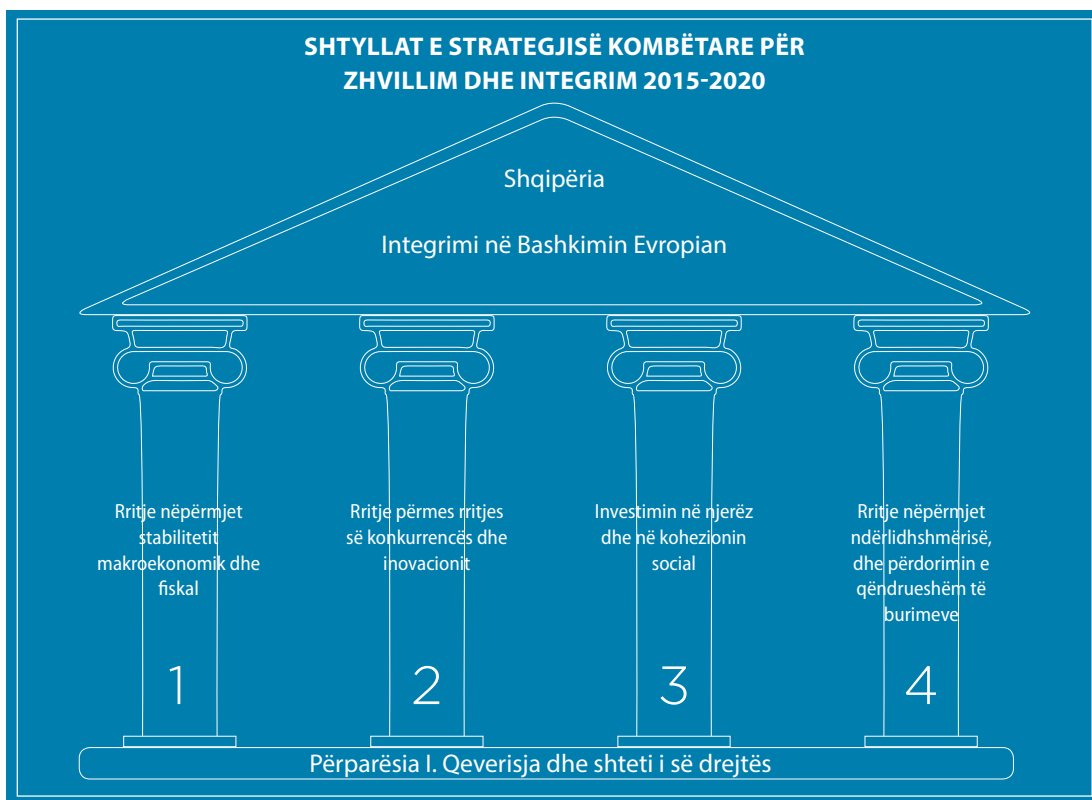 SHTYLLAT E STRATEGJISË KOMBËTARE PËR
ZHVILLIM DHE INTEGRIM 2015-2020
Shqipëria
Integrimi në Bashkimin Evropian
Rritje nëpërmjet
stabilitetit
makroekonomik dhe
fiskal
1
Rritje përmes rritjes
së konkurrencës dhe
inovacionit
2
Investimin në njerëz
dhe në kohezionin
social
3
Rritje nëpërmjet
ndërlidhshmërisë,
dhe përdorimin e
qëndrueshëm të
burimeve
4
Përparësia I. Qeverisja dhe shteti i së drejtës